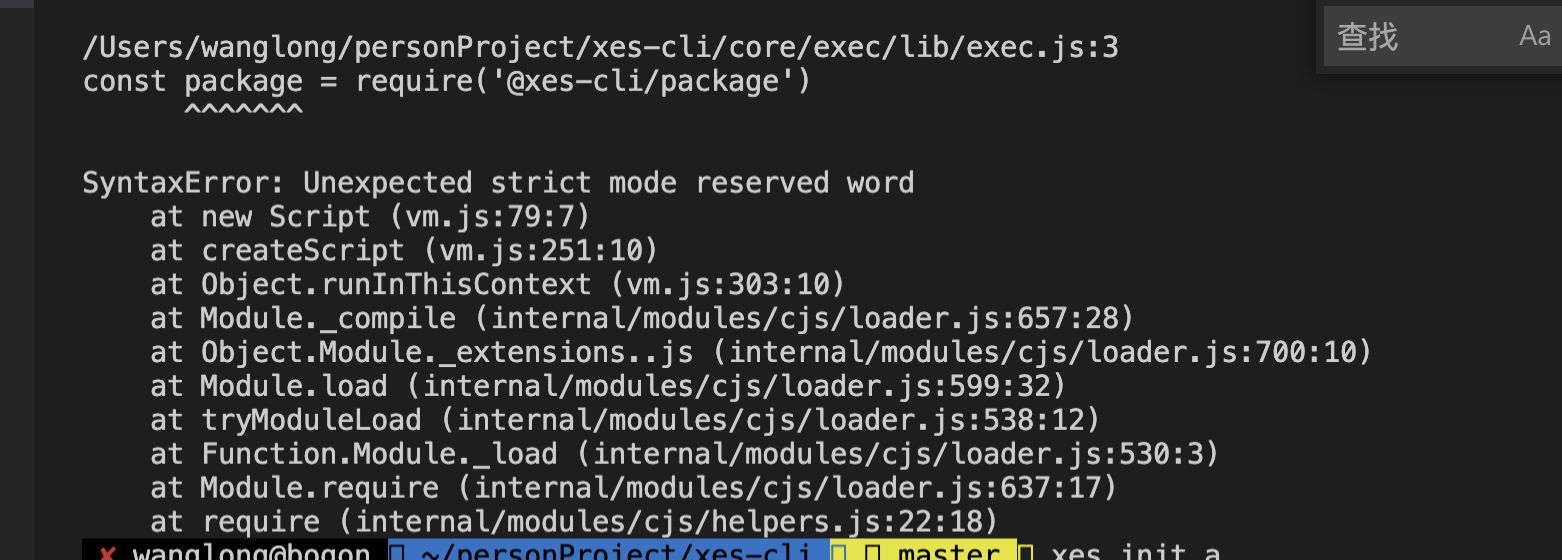 查找 Aa
/Users/wanglong/personProject/xes-cli/core/exec/lib/exec.js:3
const package = require('@xes-cli/package')
^^^^^^^
SyntaxError: Unexpected strict mode reserved word
at new Script (vm.js:79:7)
at createScript (vm.js:251:10)
at Object.runInThisContext (vm.js:303:10)
at Module._compile (internal/modules/cjs/loader.js:657:28)
at Object.Module._extensions..js (internal/modules/cjs/loader.js:700:10)
at Module.load (internal/modules/cjs/loader.js:599:32)
at tryModuleLoad (internal/modules/cjs/loader.js:538:12)
at Function.Module._load (internal/modules/cjs/loader.js:530:3)
at Module.require (internal/modules/cjs/loader.js:637:17)
at require (internal/modules/cjs/helpers.js:22:18)
✘ wanglong@bogon ~/personProject/xes-cli master xes init a